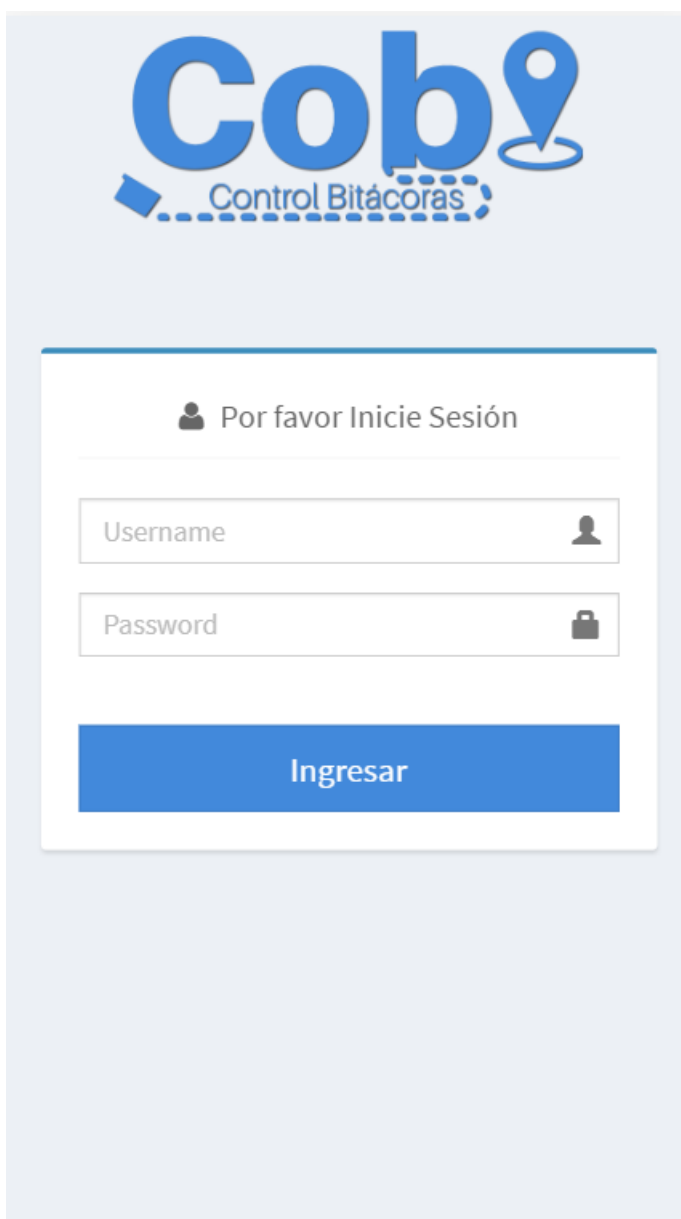 Cob
Control Bitácoras
Por favor Inicie Sesión
Username
Password
Ingresar